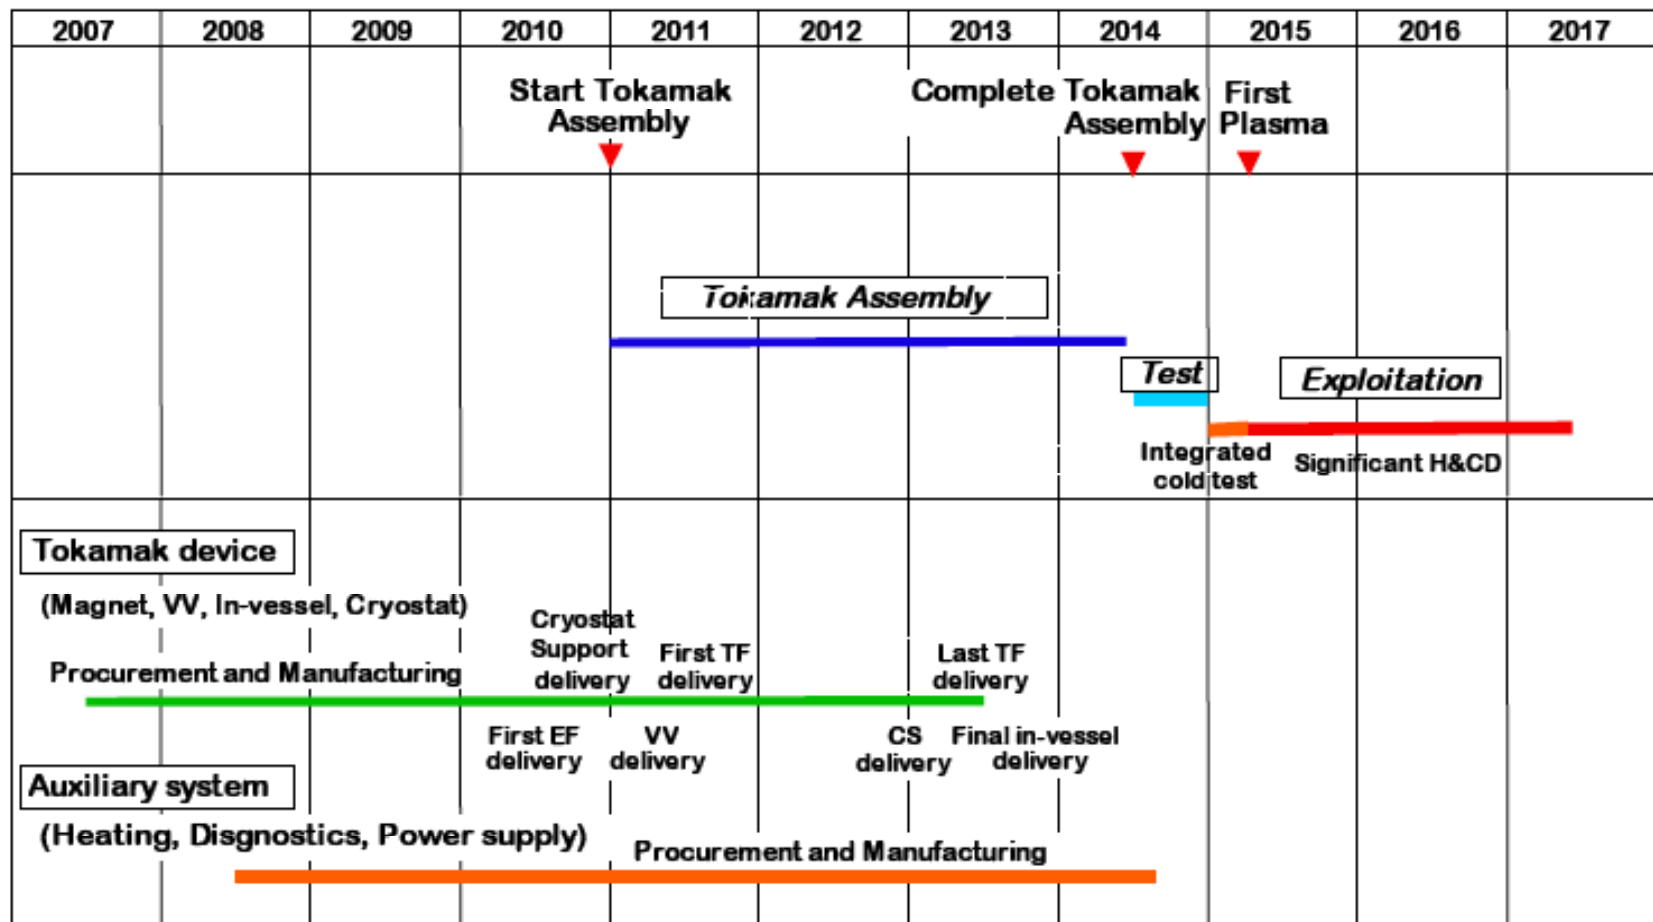 2007 2008 2009 2010 2011 2012 2013 2014 2015 2016 2017
Start Tokamak
Assembly
Complete Tokamak
Assembly
First
Plasma
Tokamak Assembly
Test
Exploitation
Integrated
cold test
Significant H&CD
Tokamak device
(Magnet, VV, In-vessel, Cryostat)
Procurement and Manufacturing
Cryostat
Support
delivery
First TF
delivery
Last TF
delivery
First EF
delivery
VV
delivery
CS
delivery
Final in-vessel
delivery
Auxiliary system
(Heating, Disgnostics, Power supply)
Procurement and Manufacturing